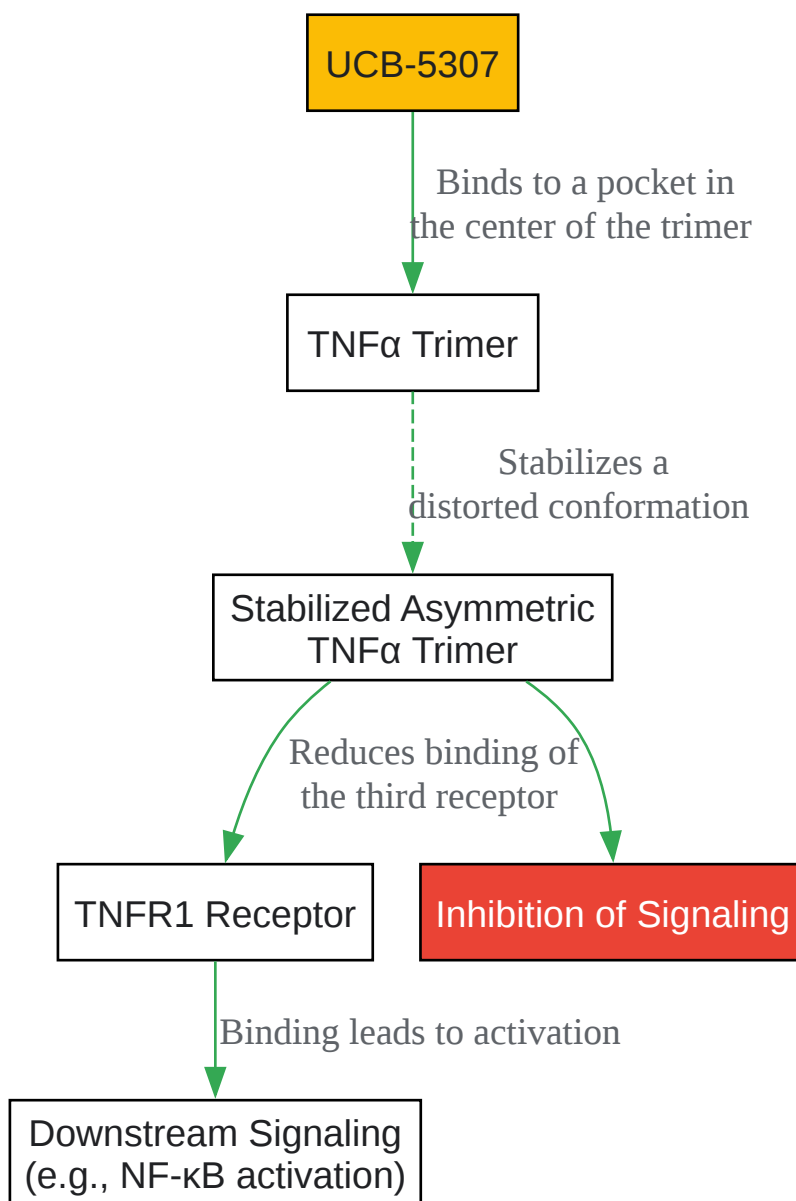 UCB-5307
Binds to a pocket in
the center of the trimer
TNFα Trimer
Stabilizes a
distorted conformation
Stabilized Asymmetric
TNFα Trimer
Reduces binding of
the third receptor
TNFR1 Receptor
Inhibition of Signaling
Binding leads to activation
Downstream Signaling
(e.g., NF-κB activation)